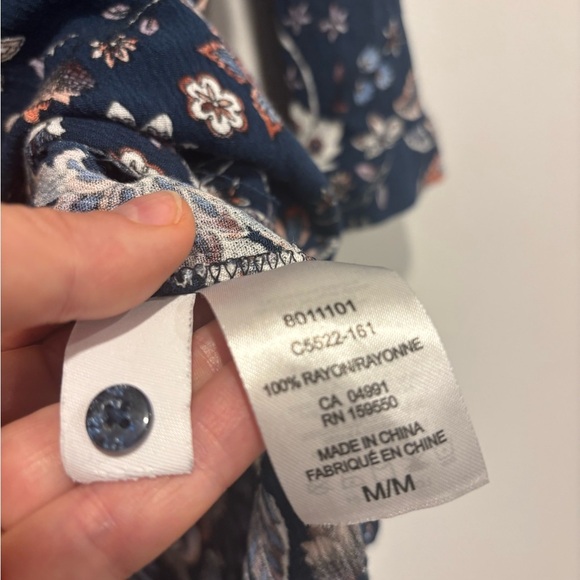 8011101
C5522-161
100% RAYON/RAYONNE
CA 04991
RN 159550
MADE IN CHINA
FABRIQUÉ EN CHINE
M/M